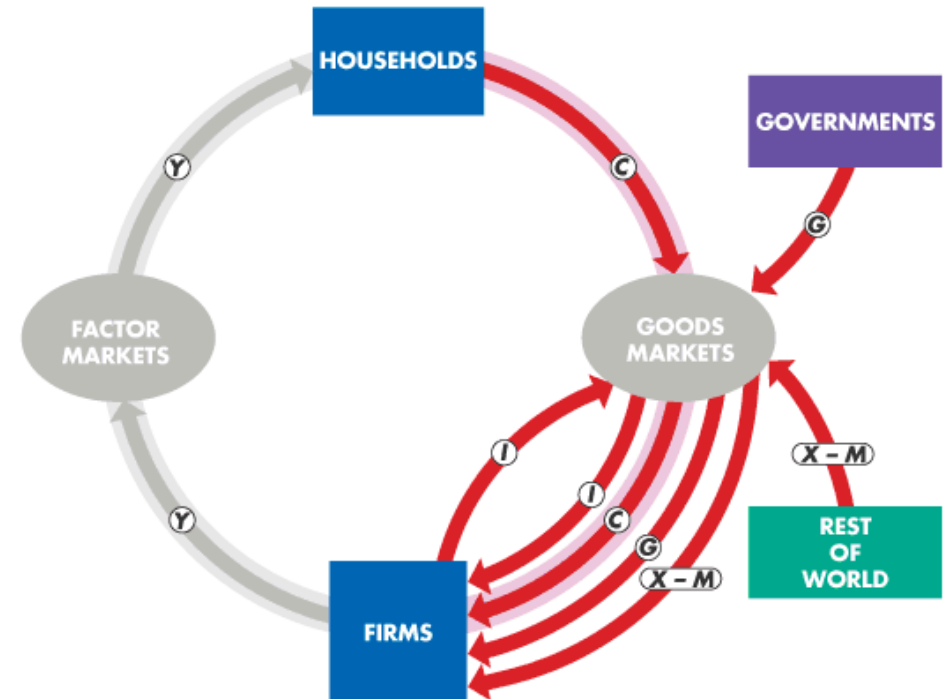 HOUSEHOLDS
GOVERNMENTS
Y
C
G
FACTOR
MARKETS
GOODS
MARKETS
I
X – M
I
Y
C
G
X – M
REST
OF
WORLD
FIRMS